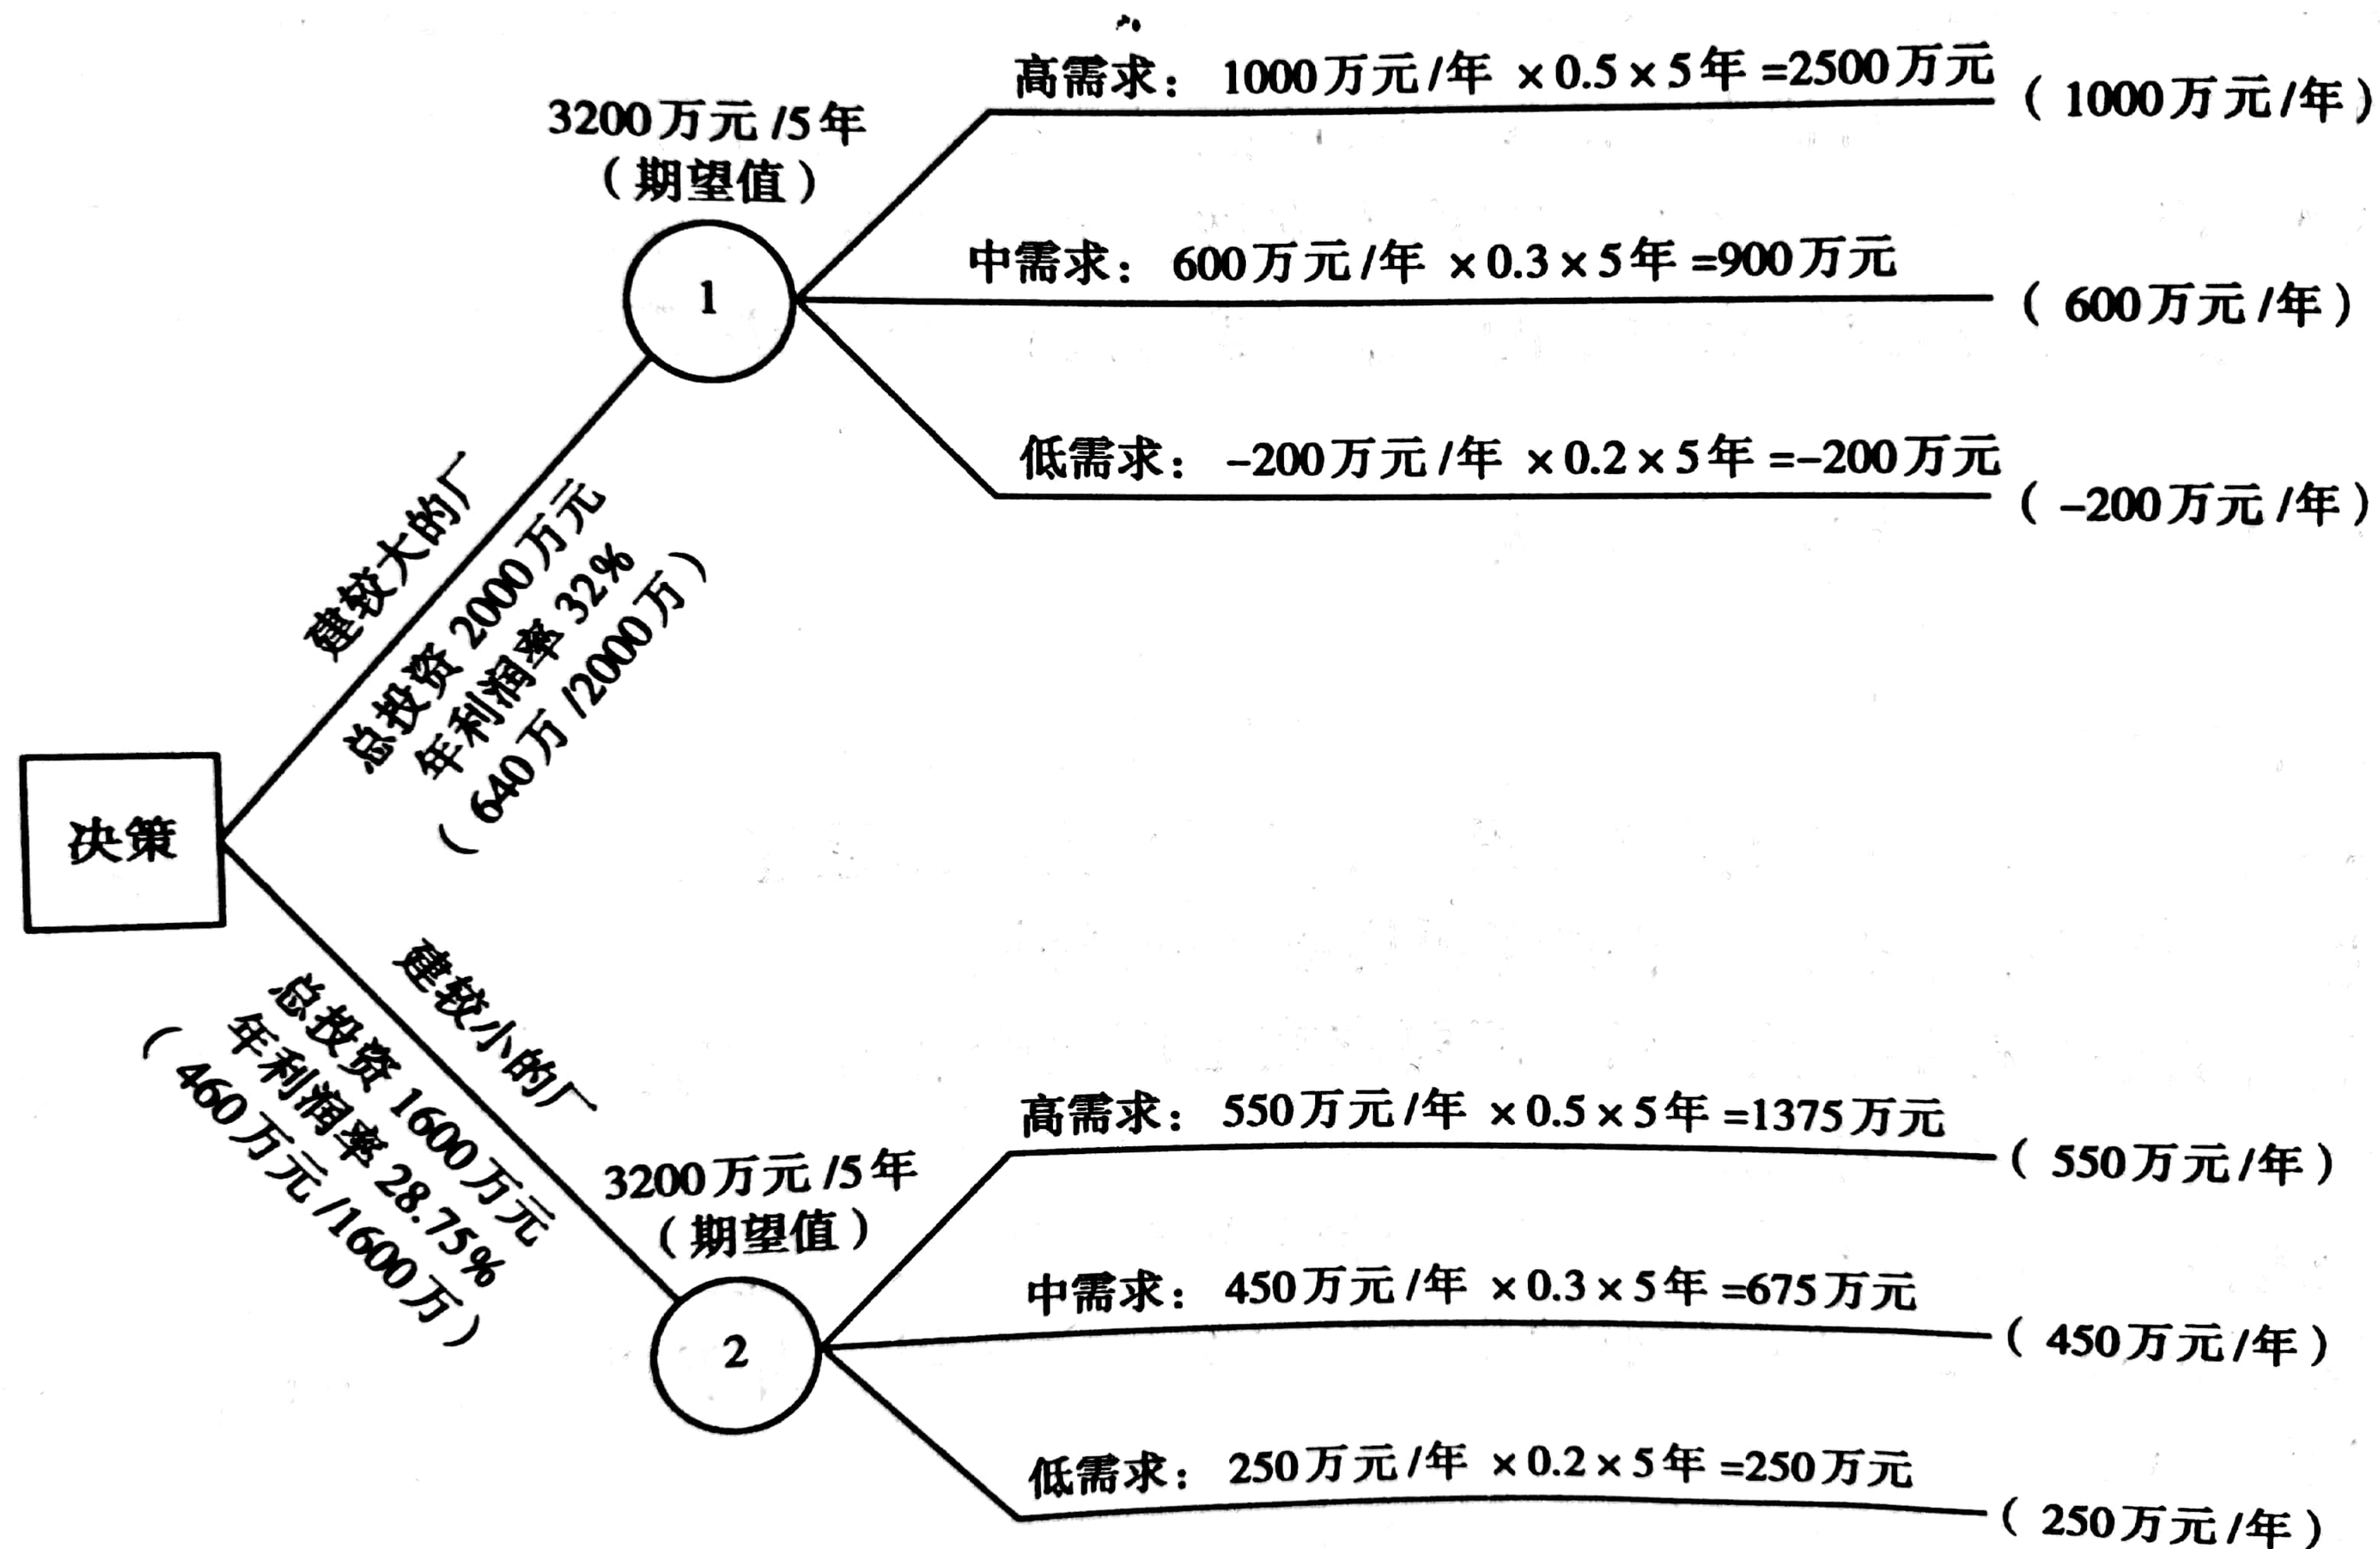 高需求： 1000万元/年 ×0.5×5年=2500万元
（1000万元/年）
3200万元/5年
（期望值）
1
中需求： 600万元/年 ×0.3×5年=900万元
（600万元/年）
低需求： -200万元/年 ×0.2×5年=-200万元
（-200万元/年）
建较大的厂
总投资2000万元
年利润率32%
（640万/2000万）
决策
建较小的厂
总投资1600万元
年利润率28.75%
（460万元/1600万）
3200万元/5年
（期望值）
2
高需求： 550万元/年 ×0.5×5年=1375万元
（550万元/年）
中需求： 450万元/年 ×0.3×5年=675万元
（450万元/年）
低需求： 250万元/年 ×0.2×5年=250万元
（250万元/年）